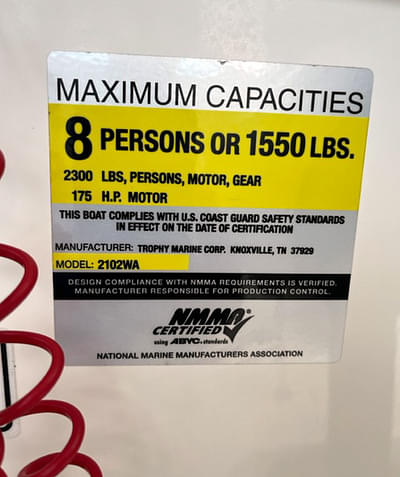 MAXIMUM CAPACITIES
8 PERSONS OR 1550 LBS.
2300 LBS, PERSONS, MOTOR, GEAR
175 H.P. MOTOR
THIS BOAT COMPLIES WITH U.S. COAST GUARD SAFETY STANDARDS
IN EFFECT ON THE DATE OF CERTIFICATION
MANUFACTURER: TROPHY MARINE CORP. KNOXVILLE, TN 37929
MODEL: 2102WA
DESIGN COMPLIANCE WITH NMMA REQUIREMENTS IS VERIFIED.
MANUFACTURER RESPONSIBLE FOR PRODUCTION CONTROL.
NMMA®
CERTIFIED
using ABYC standards
NATIONAL MARINE MANUFACTURERS ASSOCIATION